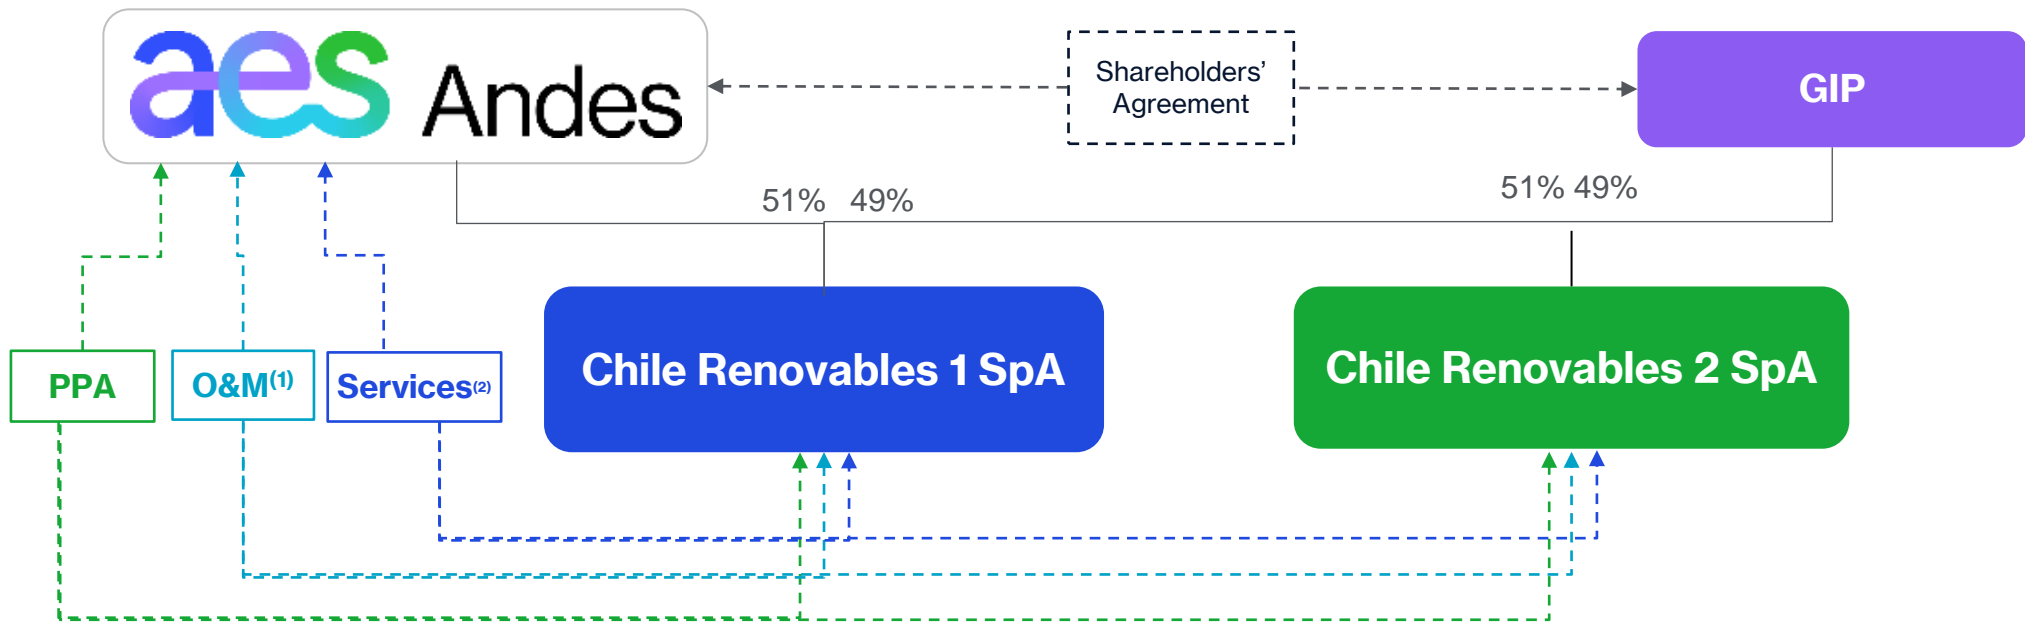 aes Andes
Shareholders'
Agreement
GIP
51% 49%
51% 49%
PPA
O&M(1)
Services(2)
Chile Renovables 1 SpA
Chile Renovables 2 SpA